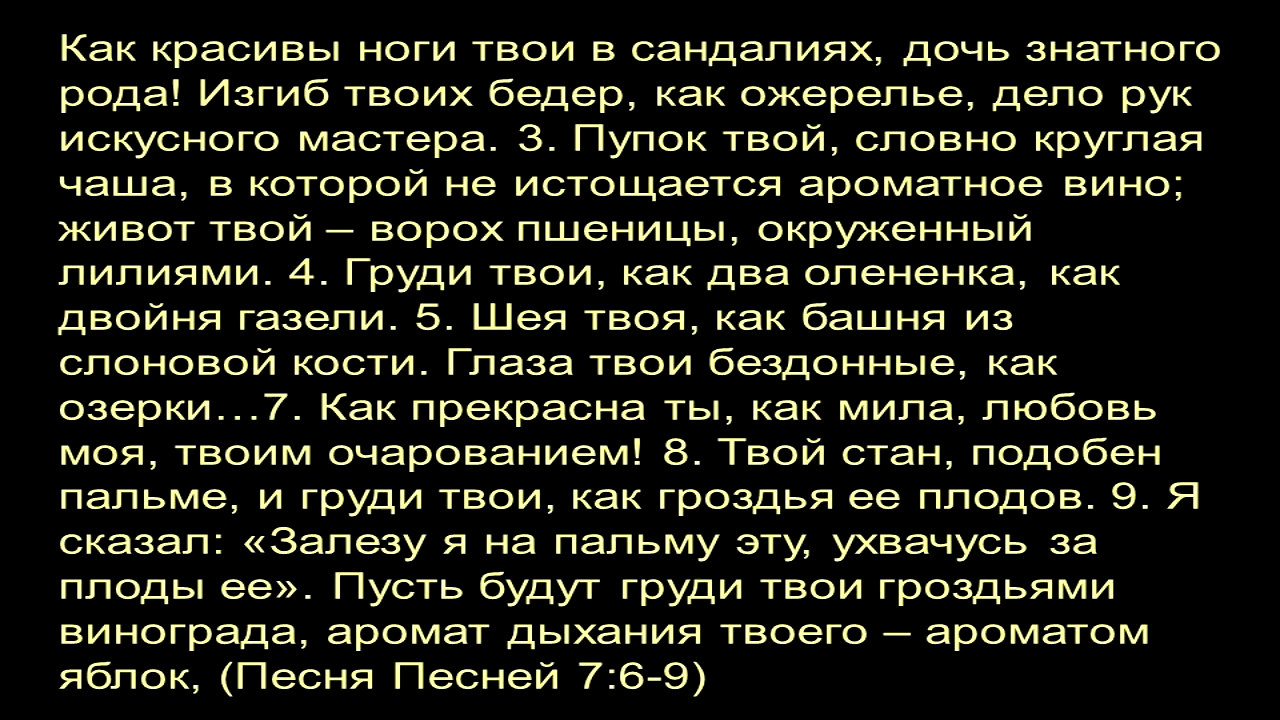 Как красивы ноги твои в сандалиях, дочь знатного
рода! Изгиб твоих бедер, как ожерелье, дело рук
искусного мастера. 3. Пупок твой, словно круглая
чаша, в которой не истощается ароматное вино;
живот твой – ворох пшеницы, окруженный
лилиями. 4. Груди твои, как два олененка, как
двойня газели. 5. Шея твоя, как башня из
слоновой кости. Глаза твои бездонные, как
озерки…7. Как прекрасна ты, как мила, любовь
моя, твоим очарованием! 8. Твой стан, подобен
пальме, и груди твои, как гроздья ее плодов. 9. Я
сказал: «Залезу я на пальму эту, ухвачусь за
плоды ее». Пусть будут груди твои гроздьями
винограда, аромат дыхания твоего – ароматом
яблок, (Песня Песней 7:6-9)